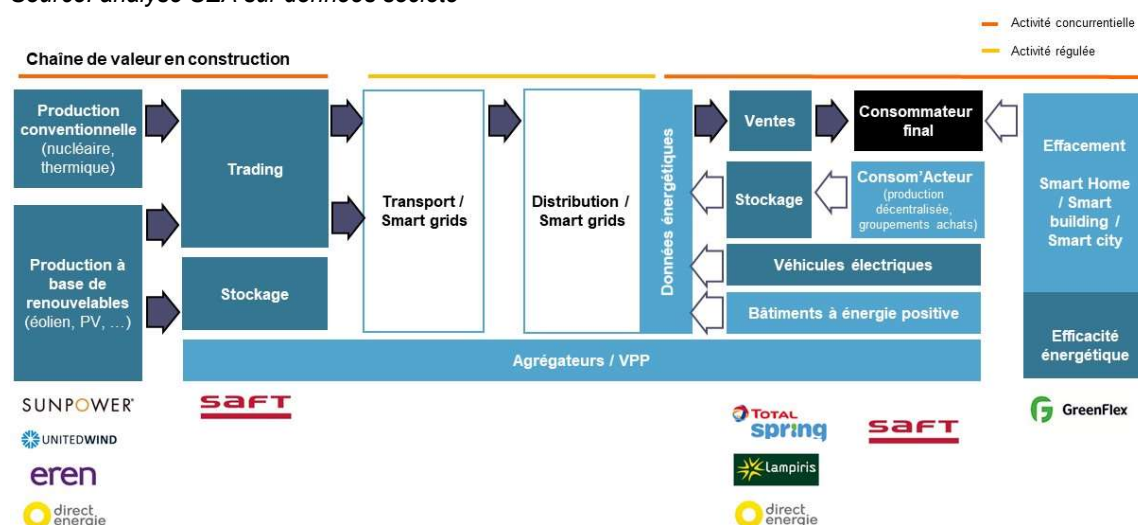 Source: analyse CEA sur données société
Activité concurrentielle
Activité régulée
Chaîne de valeur en construction
Production
conventionnelle
(nucléaire,
thermique)
Production à
base de
renouvelables
(éolien, PV, ...)
Trading
Stockage
Transport /
Smart grids
Distribution /
Smart grids
Données énergétiques
Ventes
Consommateur
final
Stockage
Consom'Acteur
(production
décentralisée,
groupements achats)
Véhicules électriques
Bâtiments à énergie positive
Agrégateurs / VPP
Effacement
Smart Home
/ Smart
building /
Smart city
Efficacité
énergétique
SUNPOWER
UNITEDWIND
eren
direct
energie
saft
TOTAL
spring
Lampiris
direct
energie
saft
GreenFlex